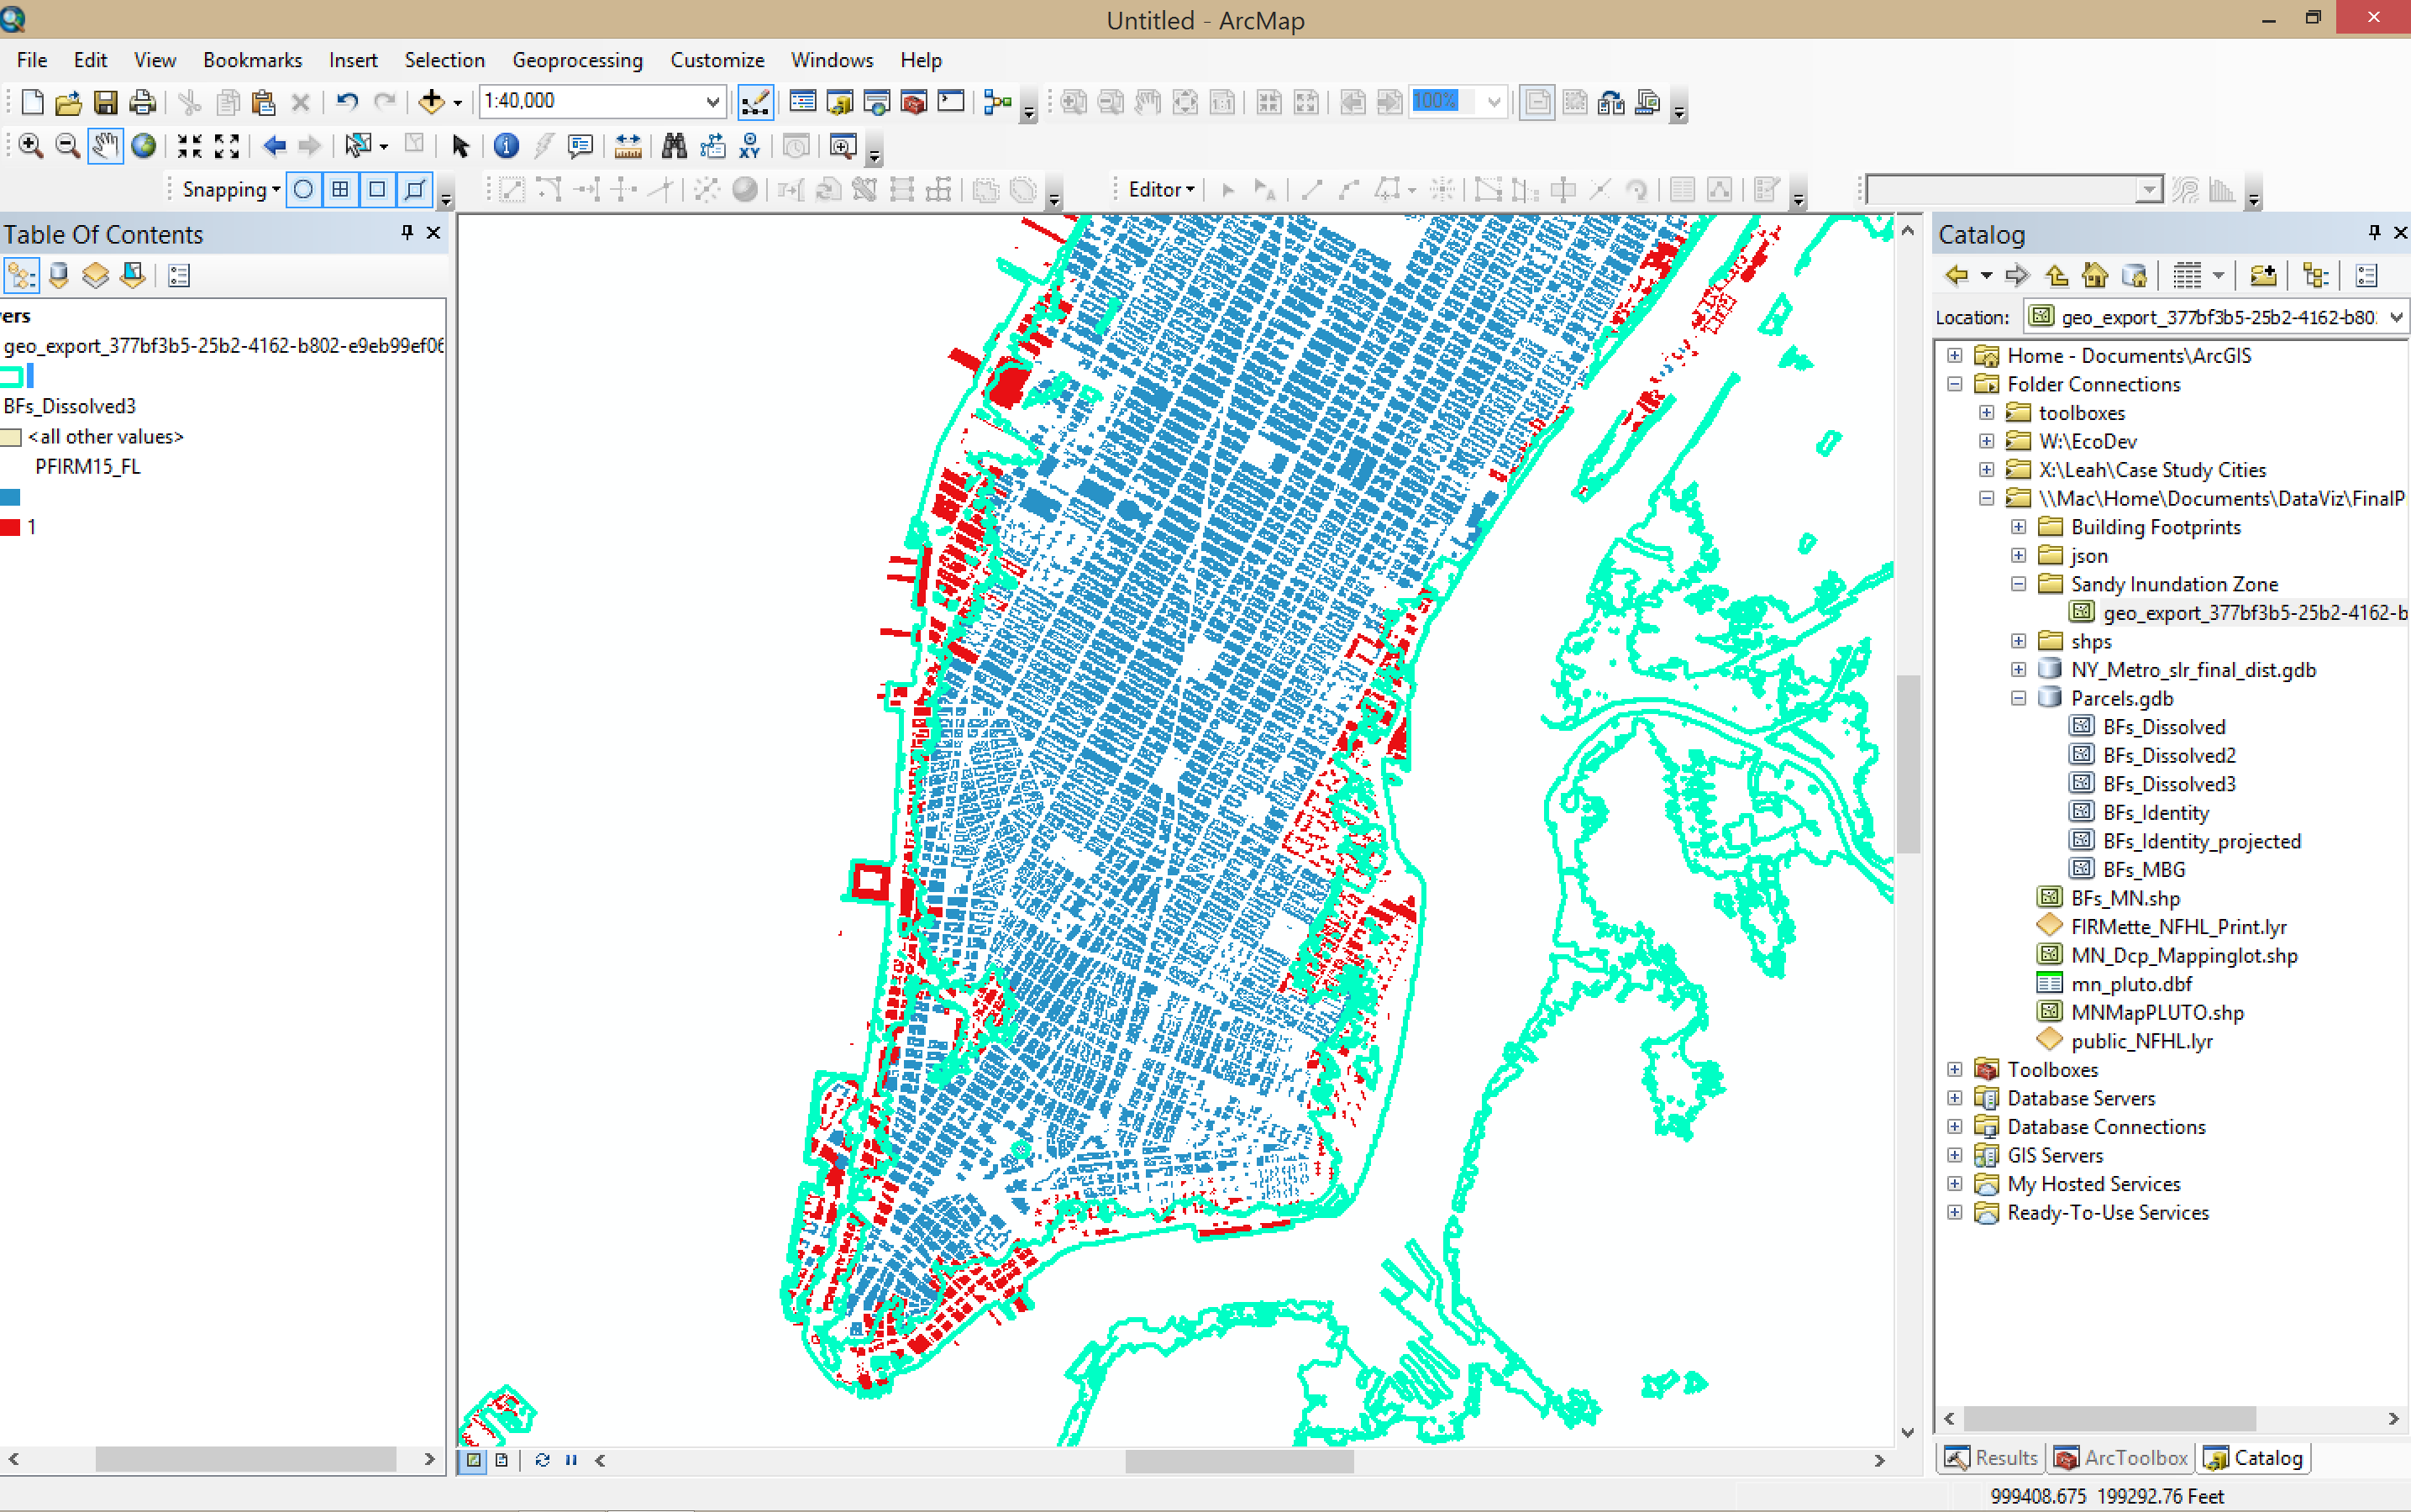 Untitled - ArcMap
File Edit View Bookmarks Insert Selection Geoprocessing Customize Windows Help
1:40,000
1:1
100%
XY
Snapping
Editor
Table Of Contents
ers
geo_export_377bf3b5-25b2-4162-b802-e9eb99ef06
BFs_Dissolved3
<all other values>
PFIRM15_FL
1
Catalog
Location: geo_export_377bf3b5-25b2-4162-b80
Home - Documents\ArcGIS
Folder Connections
toolboxes
W:\EcoDev
X:\Leah\Case Study Cities
\\Mac\Home\Documents\DataViz\FinalP
Building Footprints
json
Sandy Inundation Zone
geo_export_377bf3b5-25b2-4162-b
shps
NY_Metro_slr_final_dist.gdb
Parcels.gdb
BFs_Dissolved
BFs_Dissolved2
BFs_Dissolved3
BFs_Identity
BFs_Identity_projected
BFs_MBG
BFs_MN.shp
FIRMette_NFHL_Print.lyr
MN_Dcp_Mappinglot.shp
mn_pluto.dbf
MNMapPLUTO.shp
public_NFHL.lyr
Toolboxes
Database Servers
Database Connections
GIS Servers
My Hosted Services
Ready-To-Use Services
Results ArcToolbox Catalog
999408.675 199292.76 Feet